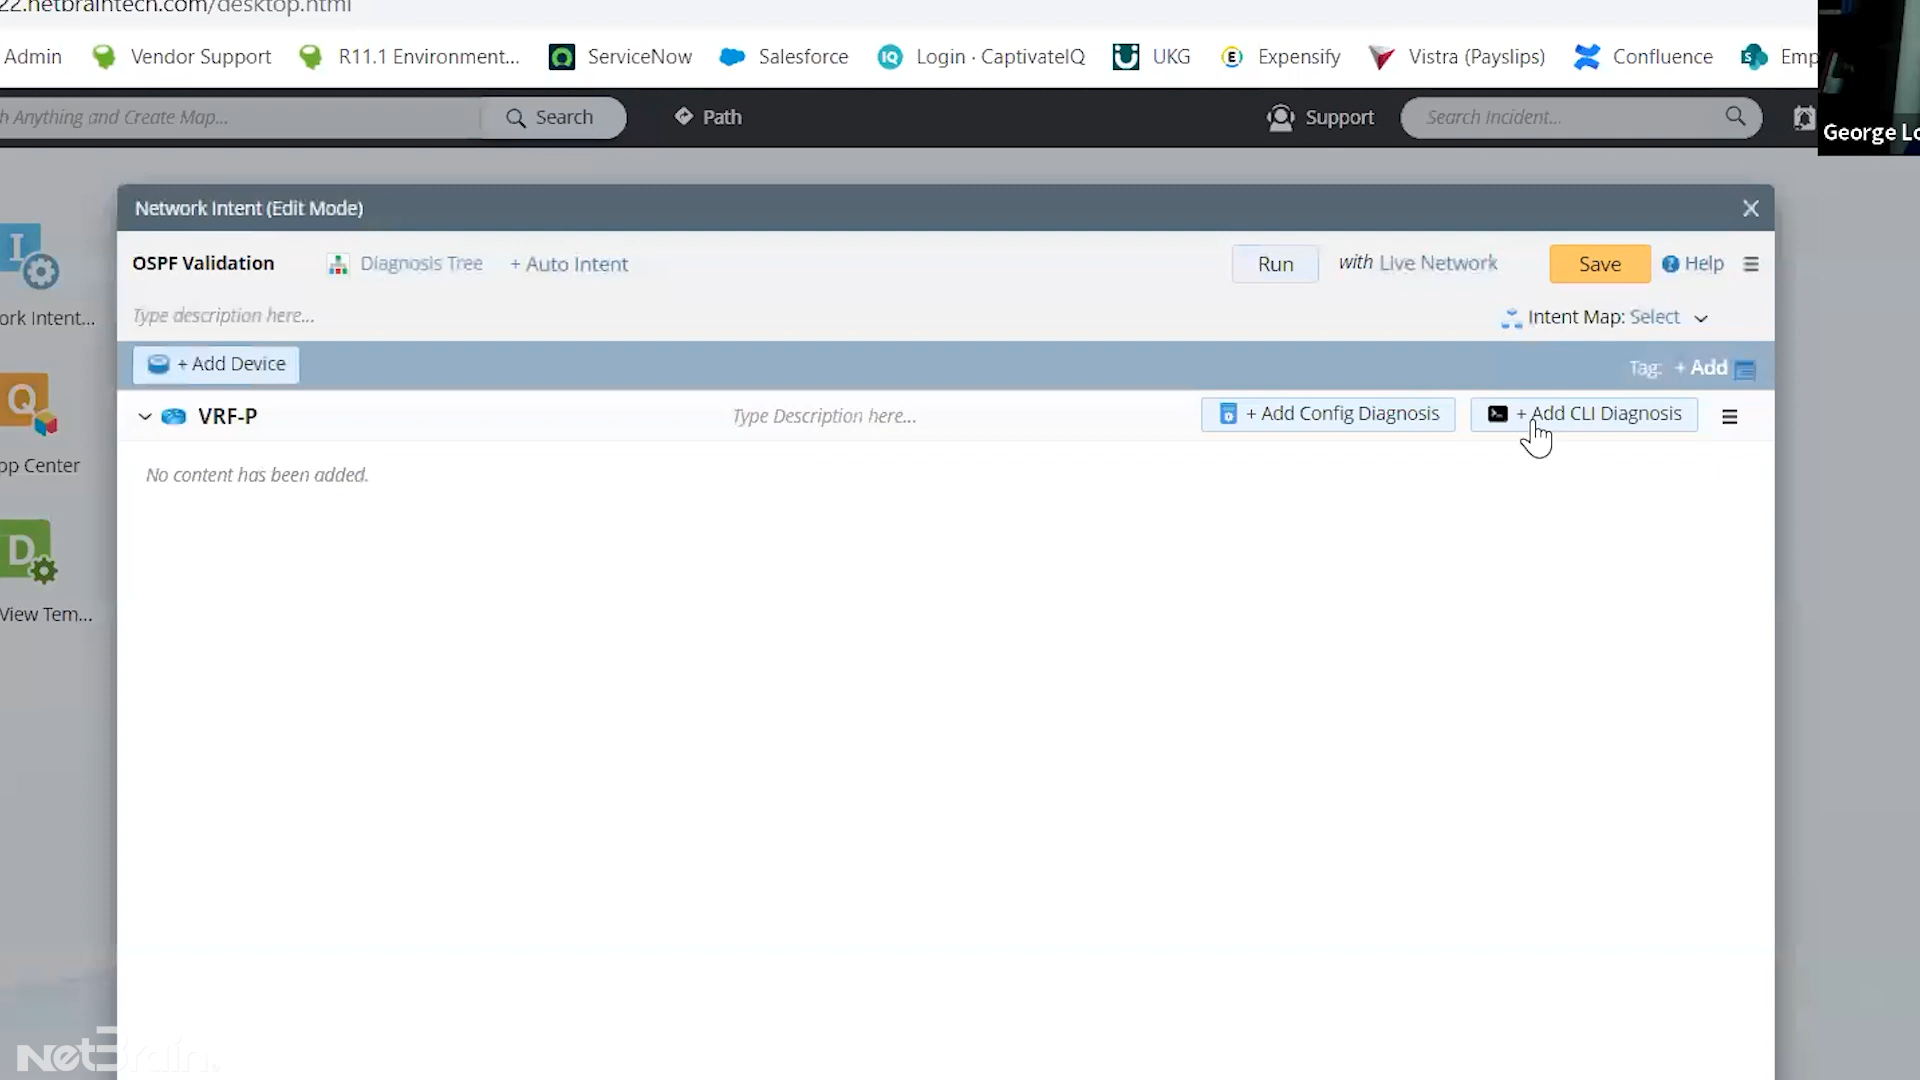 22.netbraintech.com/desktop.html
Admin Vendor Support R11.1 Environment... ServiceNow Salesforce Login · CaptivateIQ UKG Expensify Vistra (Payslips) Confluence Emp
h Anything and Create Map... Search Path Support Search Incident...
George Lo
Network Intent (Edit Mode)
OSPF Validation Diagnosis Tree + Auto Intent Run with Live Network Save Help
Type description here... Intent Map: Select
+ Add Device Tag: + Add
VRF-P Type Description here... + Add Config Diagnosis + Add CLI Diagnosis
No content has been added.
ork Intent...
pp Center
View Tem...
NetBrain